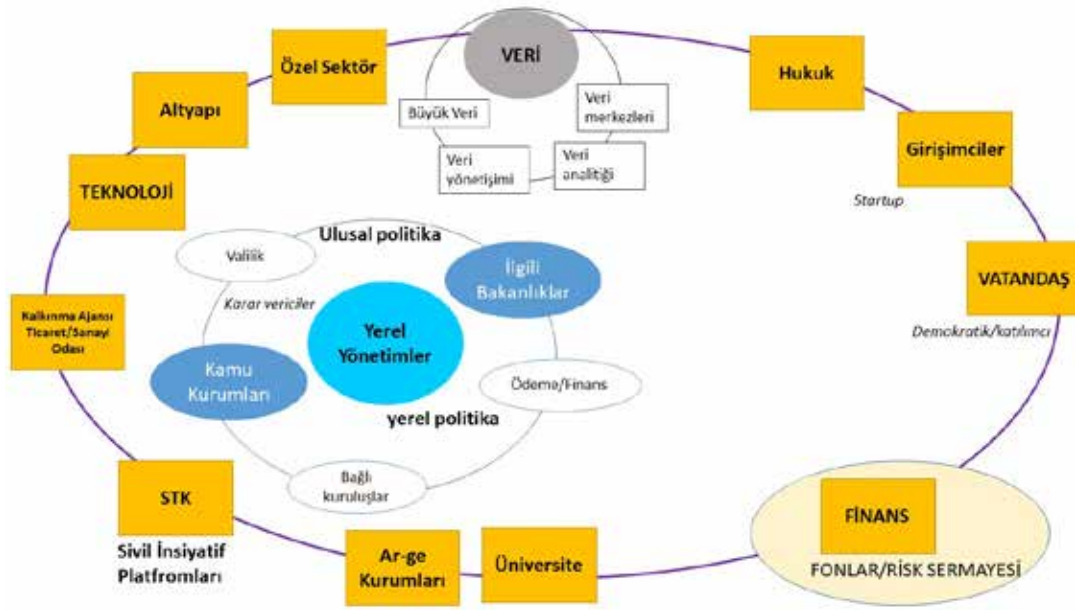 Özel Sektör
VERİ
Hukuk
Altyapı
Büyük Veri
Veri
merkezleri
Girişimciler
Veri
yönetişimi
Veri
analitiği
TEKNOLOJİ
Startup
Ulusal politika
Valilik
İlgili
Bakanlıklar
VATANDAŞ
Karar vericiler
Yerel
Yönetimler
Kalkınma Ajansı
Ticaret/Sanayi
Odası
Demokratik/katılımcı
Kamu
Kurumları
Ödeme/Finans
yerel politika
Bağlı
kuruluşlar
STK
FİNANS
Sivil İnsiyatif
Platfromları
Ar-ge
Kurumları
Üniversite
FONLAR/RİSK SERMAYESİ